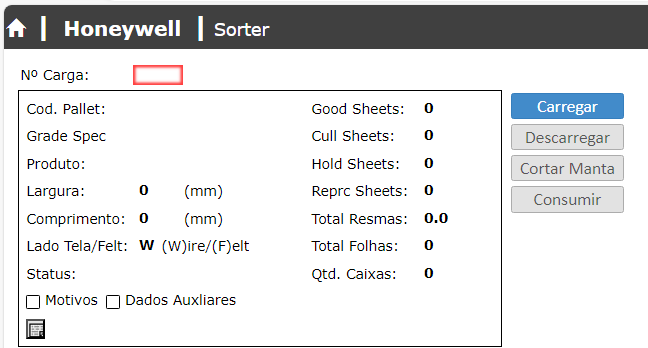 Honeywell Sorter
Nº Carga:
Cod. Pallet: Good Sheets: 0 Carregar
Grade Spec Cull Sheets: 0 Descarregar
Produto: Hold Sheets: 0 Cortar Manta
Largura: 0 (mm) Reprc Sheets: 0 Consumir
Comprimento: 0 (mm) Total Resmas: 0.0
Lado Tela/Felt: W (W)ire/(F)elt Total Folhas: 0
Status: Qtd. Caixas: 0
Motivos Dados Auxliares